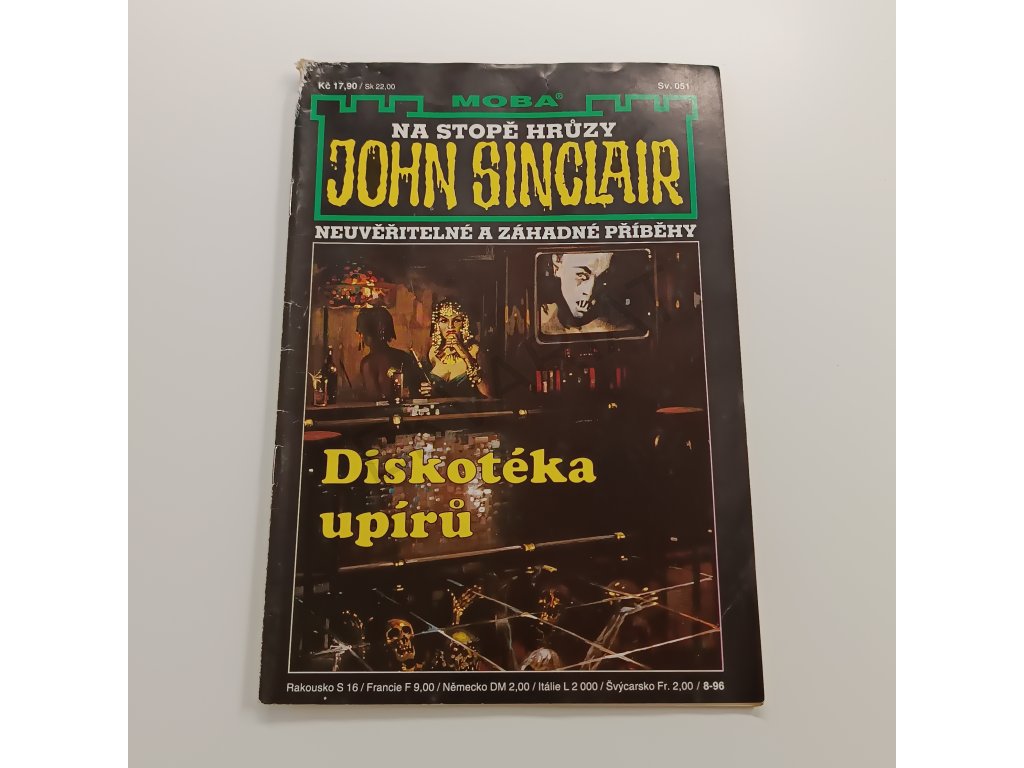 Kč 17,90 / Sk 22,00
Sv. 051
MOBA®
NA STOPĚ HRŮZY
JOHN SINCLAIR
NEUVĚŘITELNÉ A ZÁHADNÉ PŘÍBĚHY
Diskotéka
upírů
Rakousko S 16 / Francie F 9,00 / Německo DM 2,00 / Itálie L 2 000 / Švýcarsko Fr. 2,00 / 8-96